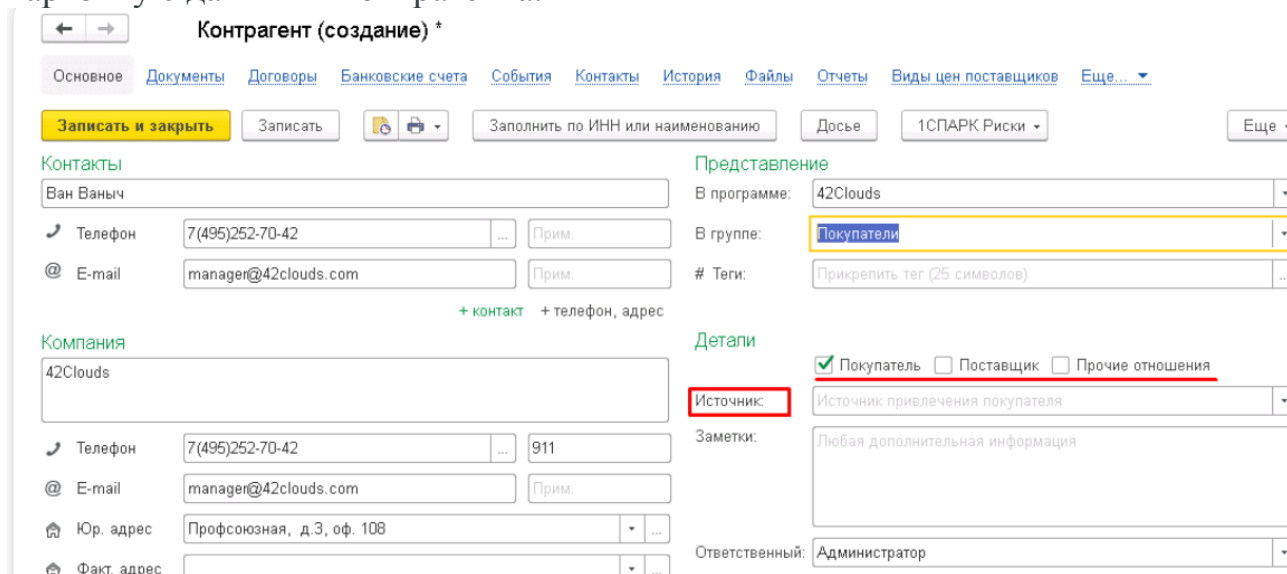 Контрагент (создание) *
Основное Документы Договоры Банковские счета События Контакты История Файлы Отчеты Виды цен поставщиков Еще...
Записать и закрыть Записать Заполнить по ИНН или наименованию Досье 1СПАРК Риски Еще
Контакты
Ван Ваныч
Телефон 7(495)252-70-42 ... Прим.
@ E-mail manager@42clouds.com Прим.
+ контакт + телефон, адрес
Компания
42Clouds
Телефон 7(495)252-70-42 ... 911
@ E-mail manager@42clouds.com Прим.
Юр. адрес Профсоюзная, д.3, оф. 108 ...
Факт. адрес ...
Представление
В программе: 42Clouds
В группе: Покупатели
# Теги: Прикрепить тег (25 символов) ...
Детали
Покупатель Поставщик Прочие отношения
Источник: Источник привлечения покупателя
Заметки: Любая дополнительная информация
Ответственный: Администратор